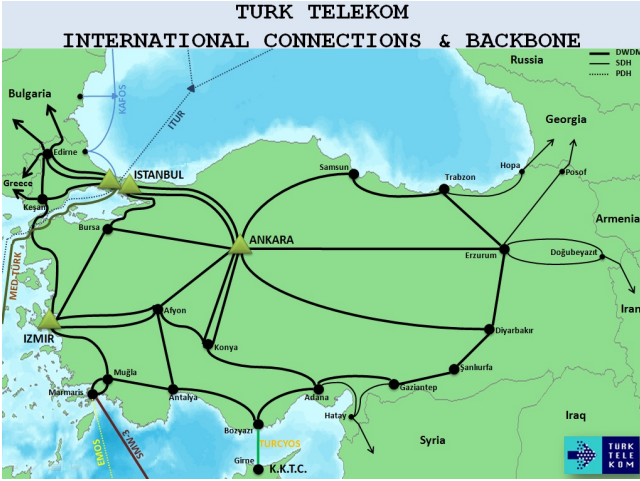 TURK TELEKOM
INTERNATIONAL CONNECTIONS & BACKBONE
DWDM
SDH
PDH
Russia
Bulgaria
KAFOS
ITUR
Georgia
Edirne
Hopa
Posof
Samsun
Trabzon
ISTANBUL
Greece
Keşan
Armenia
Bursa
ANKARA
Erzurum
Doğubeyazıt
MED-TURK
Iran
Afyon
IZMIR
Diyarbakır
Konya
Muğla
Şanlıurfa
Marmaris
Antalya
Adana
Gaziantep
Hatay
Iraq
Bozyazı
EMOS
SMW-3
TURCYOS
Syria
Girne
K.K.T.C.
TURK
TELE
KOM